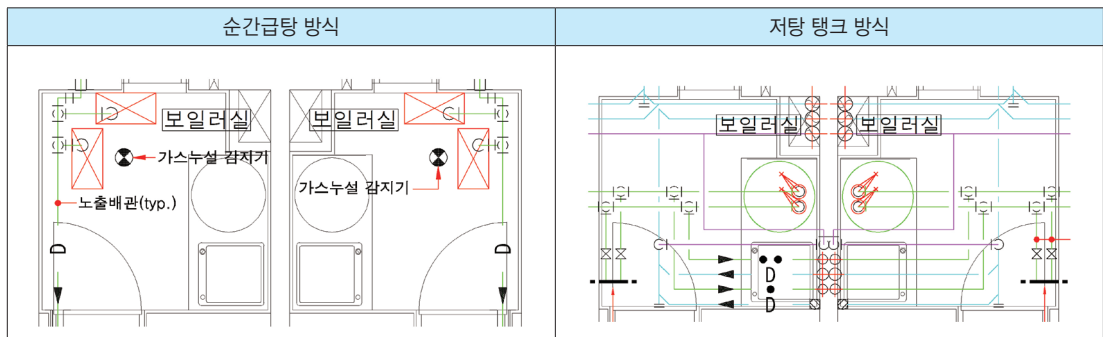 순간급탕 방식
저탕 탱크 방식
보일러실
보일러실
가스누설 감지기
가스누설 감지기
노출배관(typ.)
D
D
보일러실
보일러실
D
D